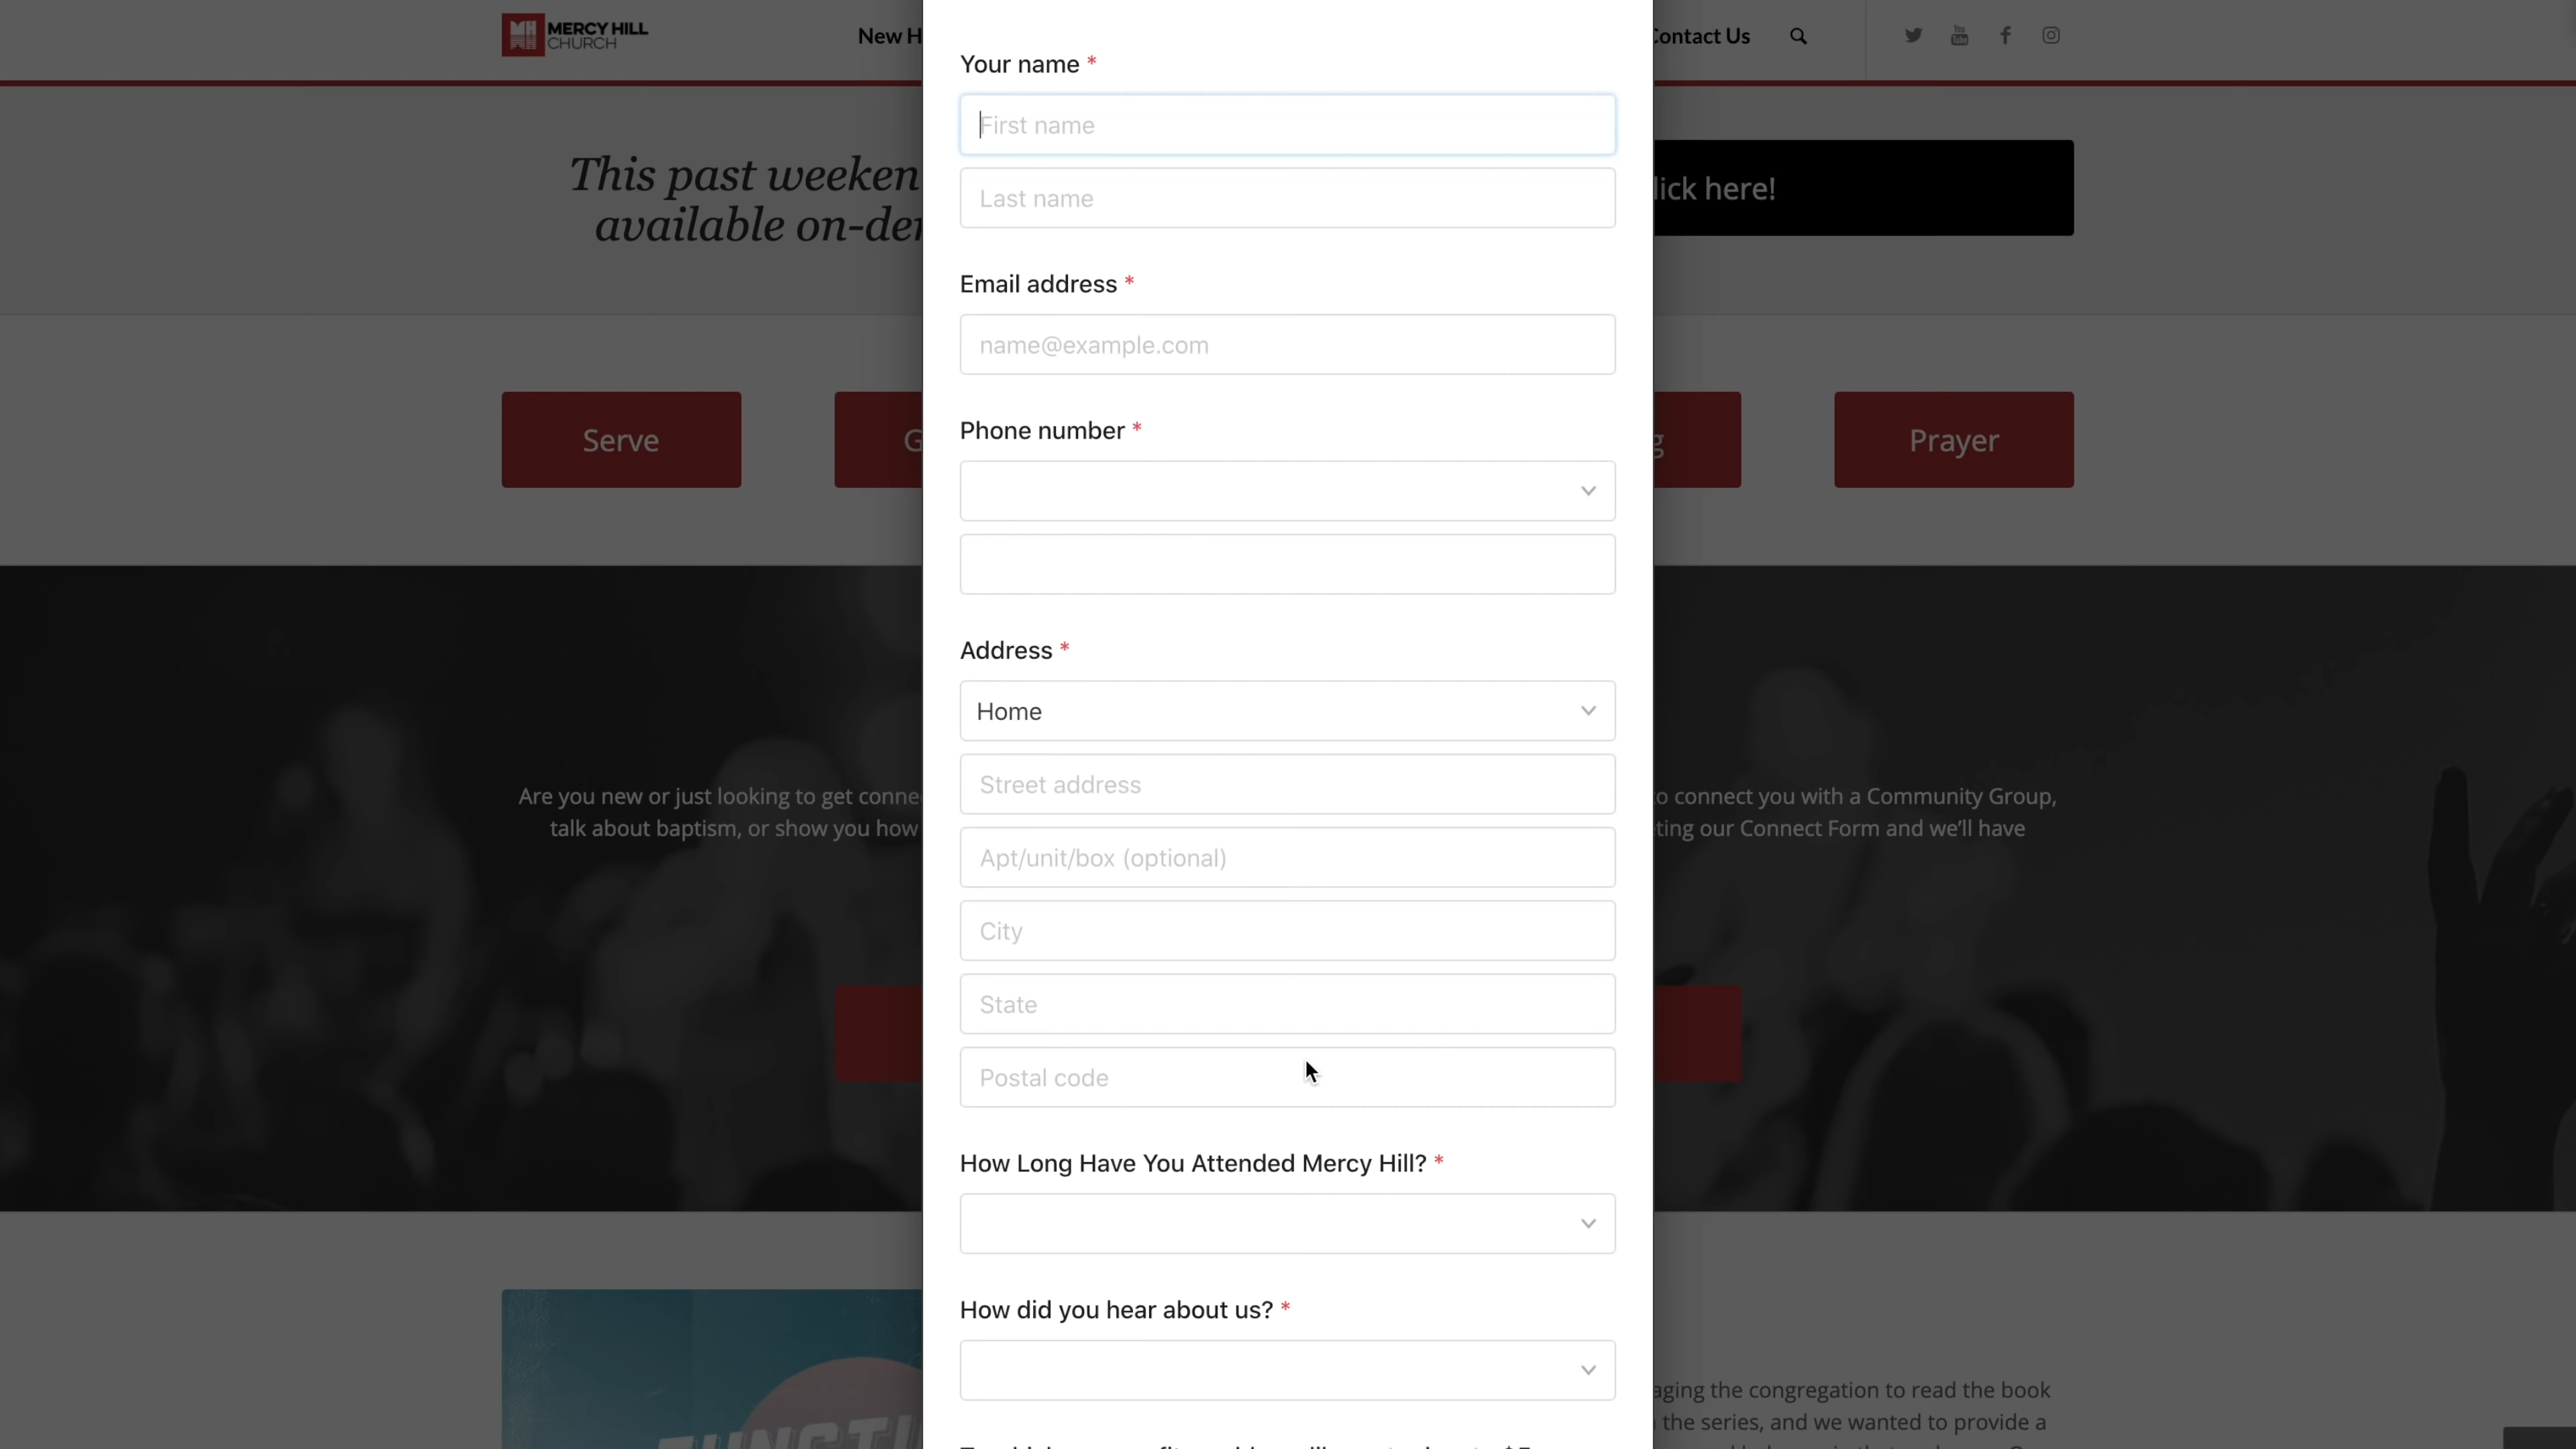 MERCY HILL
CHURCH
New H
Contact Us
This past weeken
available on-de
lick here!
Serve
G
g
Prayer
Are you new or just looking to get conne
talk about baptism, or show you how
to connect you with a Community Group,
ting our Connect Form and we'll have
Your name *
First name
Last name
Email address *
name@example.com
Phone number *
Address *
Home
Street address
Apt/unit/box (optional)
City
State
Postal code
How Long Have You Attended Mercy Hill? *
How did you hear about us? *
aging the congregation to read the book
the series, and we wanted to provide a